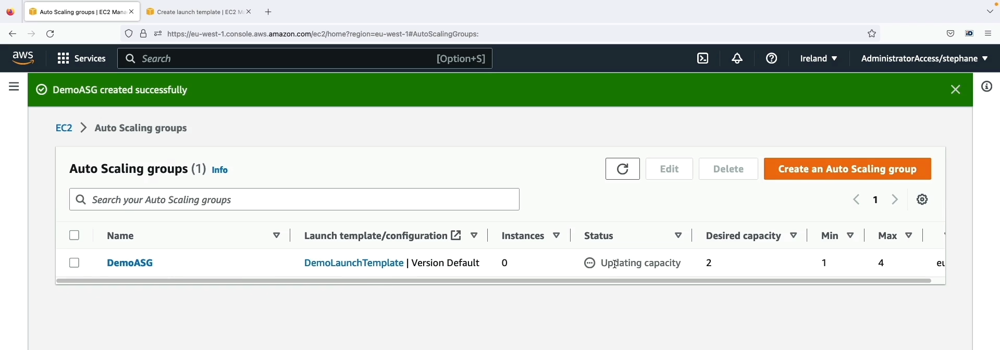 Auto Scaling groups | EC2 Mana
Create launch template | EC2 M
https://eu-west-1.console.aws.amazon.com/ec2/home?region=eu-west-1#AutoScalingGroups:
iD
aws
Services
Search
[Option+S]
Ireland
AdministratorAccess/stephane
DemoASG created successfully
EC2 > Auto Scaling groups
Auto Scaling groups (1) Info
Edit
Delete
Create an Auto Scaling group
Search your Auto Scaling groups
1
Name Launch template/configuration Instances Status Desired capacity Min Max
DemoASG DemoLaunchTemplate | Version Default 0 Updating capacity 2 1 4 eu